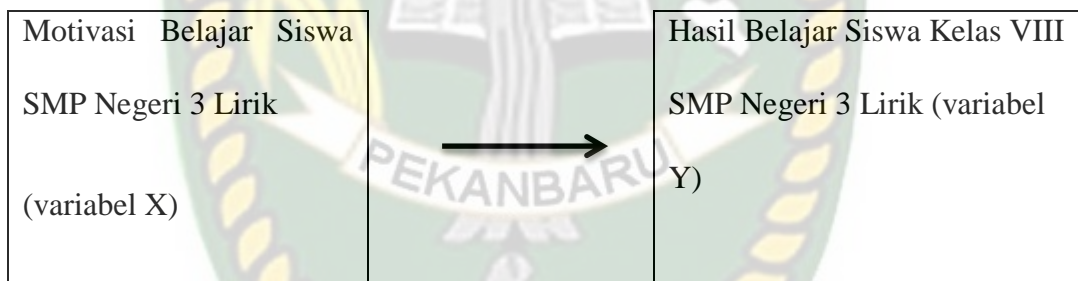 Motivasi Belajar Siswa
SMP Negeri 3 Lirik
(variabel X)
Hasil Belajar Siswa Kelas VIII
SMP Negeri 3 Lirik (variabel
Y)
PEKANBARU